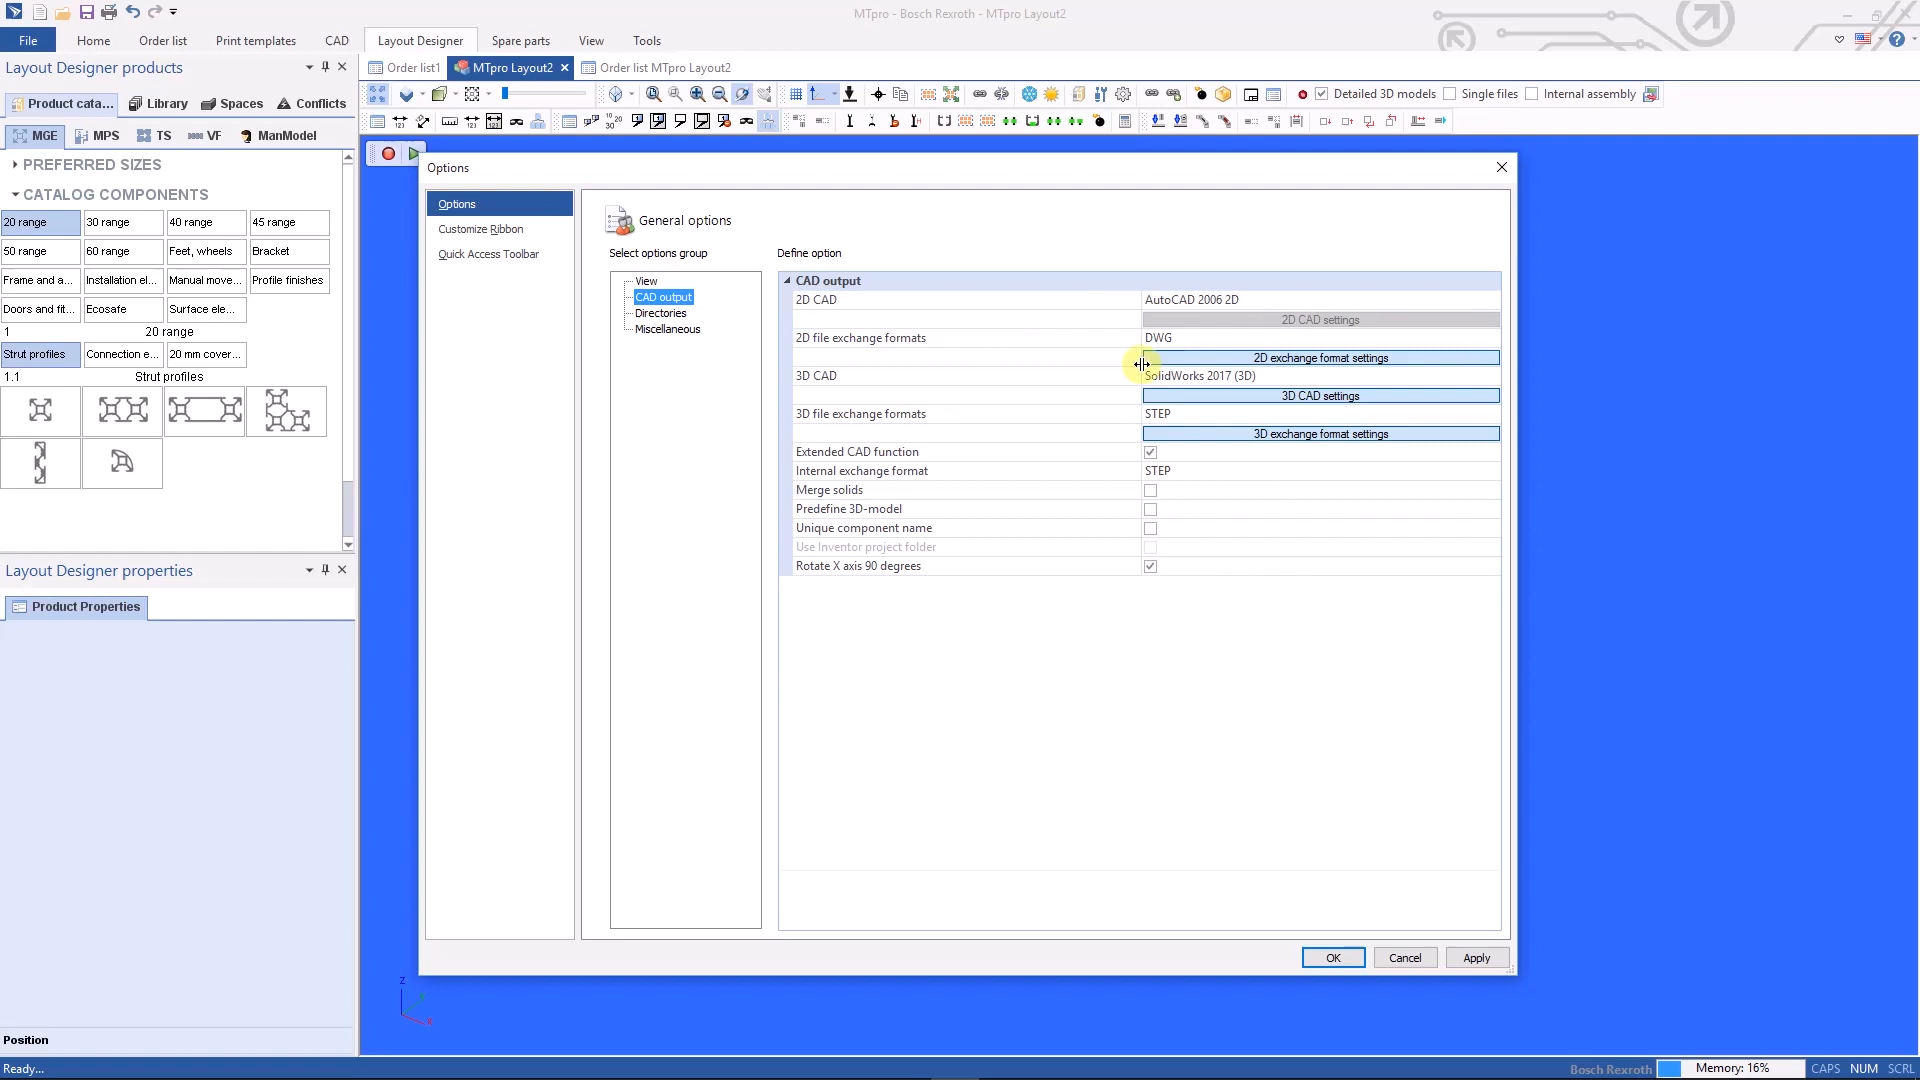 MTpro - Bosch Rexroth - MTpro Layout2
File Home Order list Print templates CAD Layout Designer Spare parts View Tools
Layout Designer products
Order list1 MTpro Layout2 Order list MTpro Layout2
Product cata... Library Spaces Conflicts
Detailed 3D models Single files Internal assembly
MGE MPS TS VF ManModel
PREFERRED SIZES
CATALOG COMPONENTS
20 range 30 range 40 range 45 range
50 range 60 range Feet, wheels Bracket
Frame and a... Installation el... Manual move... Profile finishes
Doors and fit... Ecosafe Surface ele...
1 20 range
Strut profiles Connection e... 20 mm cover...
1.1 Strut profiles
Layout Designer properties
Product Properties
Position
Options
Options
Customize Ribbon
Quick Access Toolbar
General options
Select options group
View
CAD output
Directories
Miscellaneous
Define option
CAD output
2D CAD AutoCAD 2006 2D
2D CAD settings
2D file exchange formats DWG
2D exchange format settings
3D CAD SolidWorks 2017 (3D)
3D CAD settings
3D file exchange formats STEP
3D exchange format settings
Extended CAD function
Internal exchange format STEP
Merge solids
Predefine 3D-model
Unique component name
Use Inventor project folder
Rotate X axis 90 degrees
OK Cancel Apply
Z
Ready... Bosch Rexroth Memory: 16% CAPS NUM SCRL